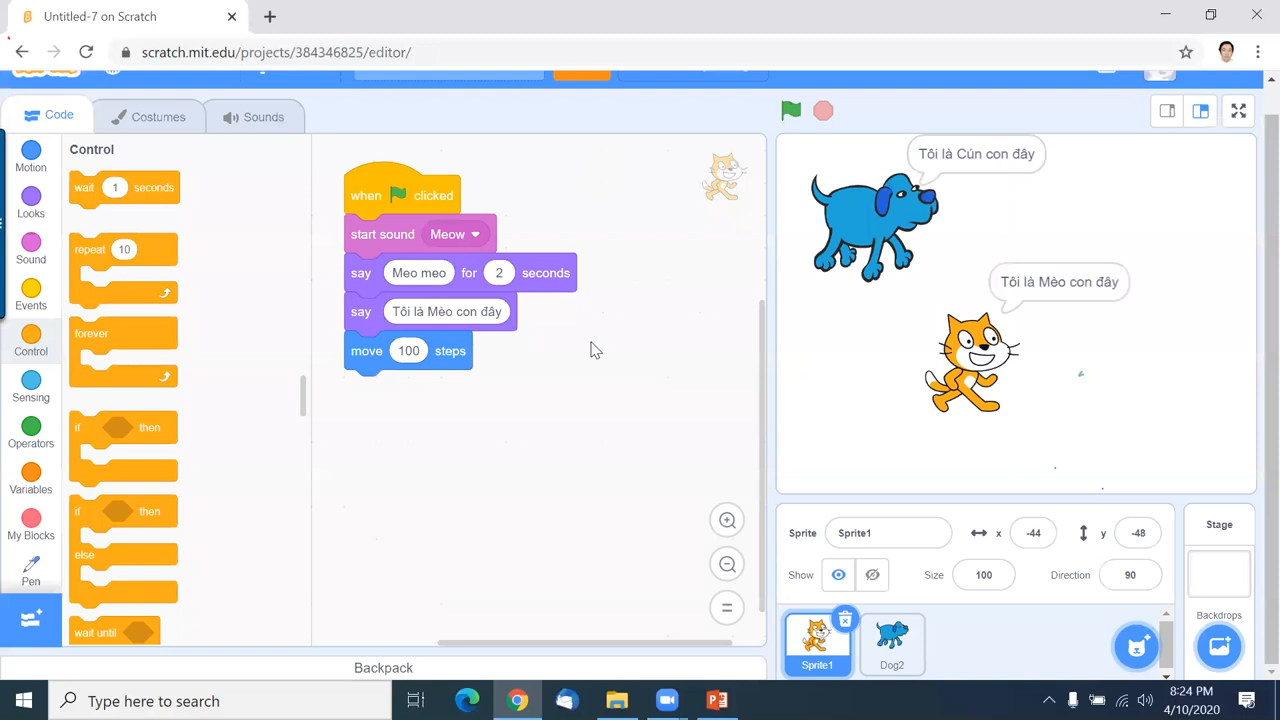 Untitled-7 on Scratch
scratch.mit.edu/projects/384346825/editor/
Code
Costumes
Sounds
Motion
Looks
Sound
Events
Control
Sensing
Operators
Variables
My Blocks
Pen
Control
wait 1 seconds
repeat 10
forever
if then
if then
else
wait until
when clicked
start sound Meow
say Meo meo for 2 seconds
say Tôi là Mèo con đây
move 100 steps
Backpack
Tôi là Cún con đây
Tôi là Mèo con đây
Sprite Sprite1 x -44 y -48
Show Size 100 Direction 90
Sprite1
Dog2
Stage
Backdrops
Type here to search
8:24 PM
4/10/2020